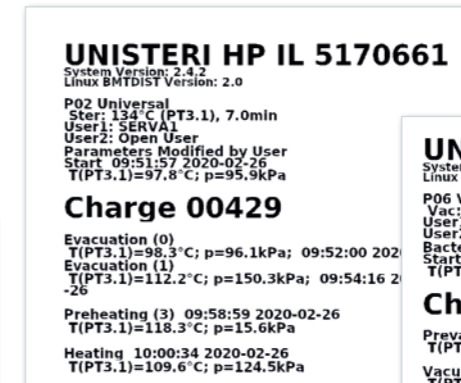 UNISTERI HP IL 5170661
System Version: 2.4.2
Linux BMTDIST Version: 2.0
P02 Universal
Ster: 134°C (PT3.1), 7.0min
User1: SERVA1
User2: Open User
Parameters Modified by User
Start 09:51:57 2020-02-26
T(PT3.1)=97.8°C; p=95.9kPa
Charge 00429
Evacuation (0)
T(PT3.1)=98.3°C; p=96.1kPa; 09:52:00 202
Evacuation (1)
T(PT3.1)=112.2°C; p=150.3kPa; 09:54:16 2
-26
Preheating (3) 09:58:59 2020-02-26
T(PT3.1)=118.3°C; p=15.6kPa
Heating 10:00:34 2020-02-26
T(PT3.1)=109.6°C; p=124.5kPa
UN
Syste
Linux
P06 V
Vac:
User
User
Bact
Start
T(PT
Ch
Preva
T(PT
Vacu